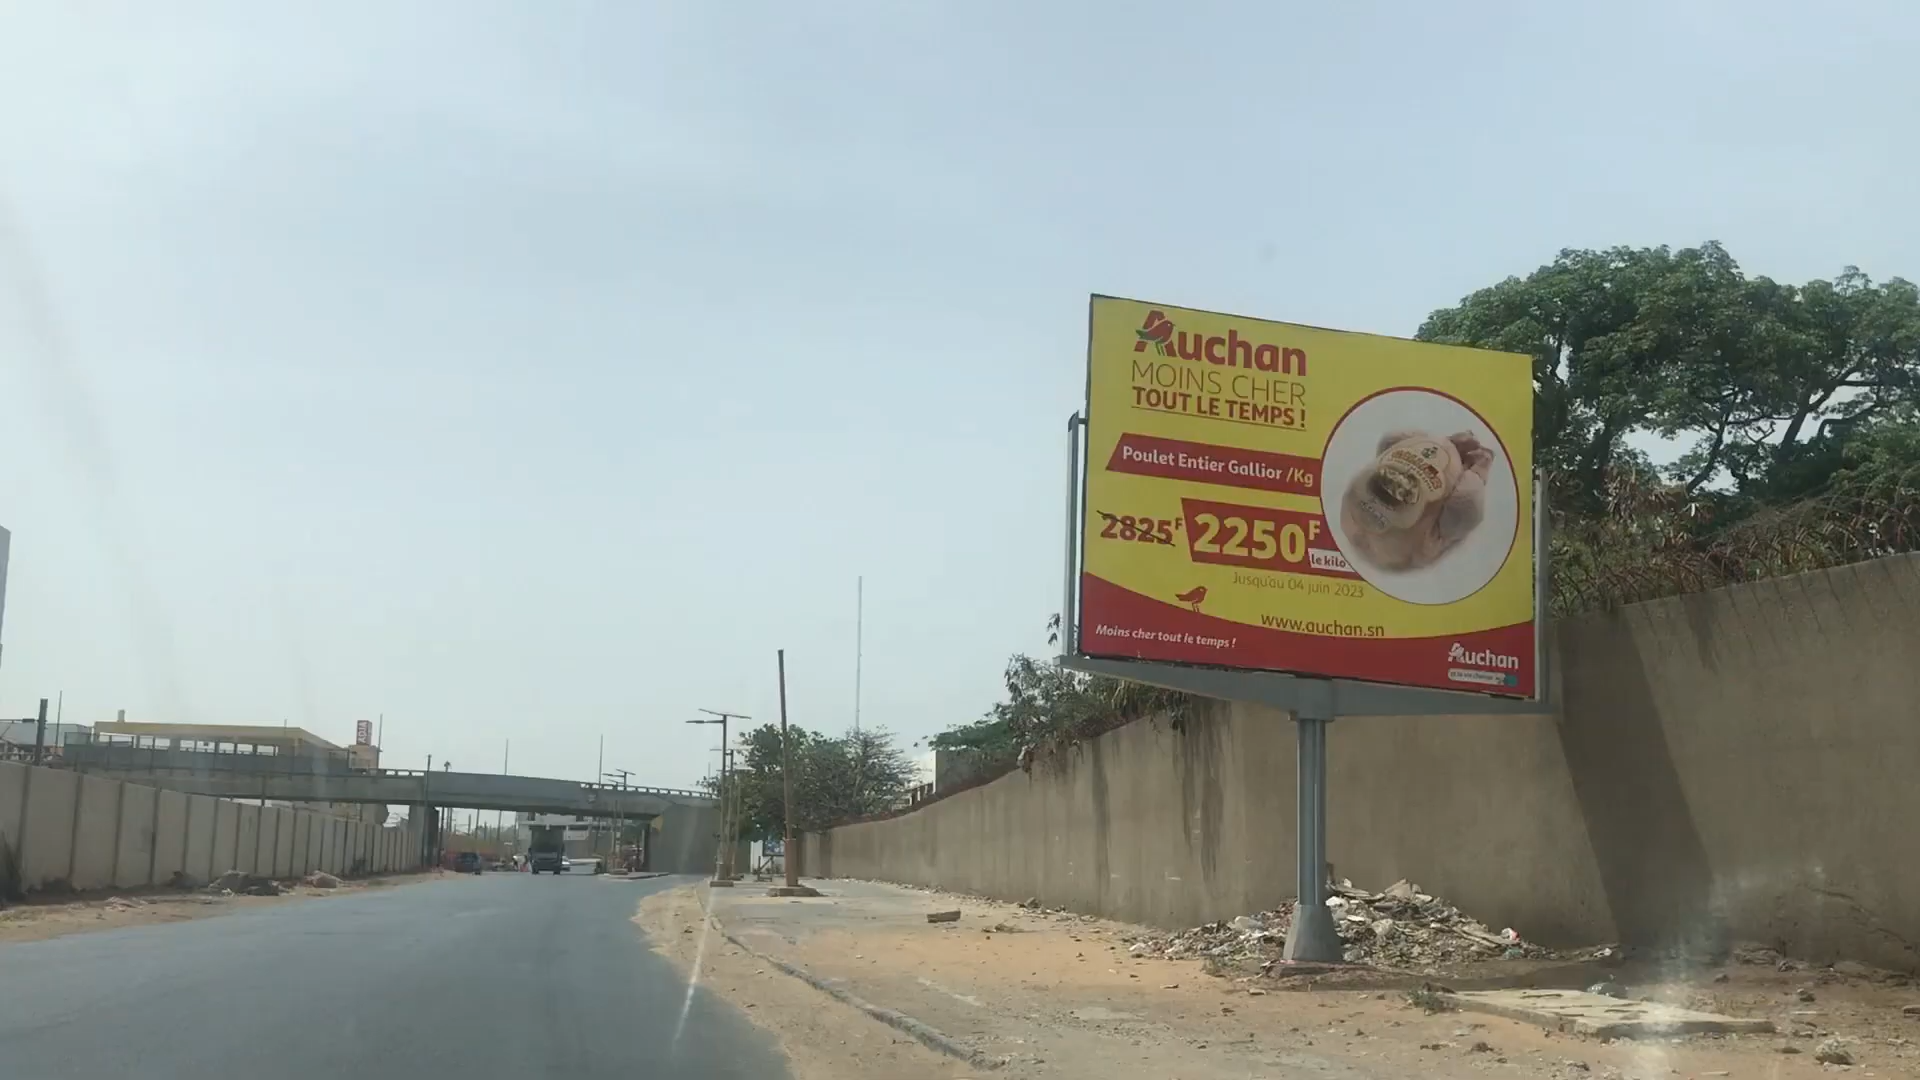 Auchan
MOINS CHER
TOUT LE TEMPS !
Poulet Entier Gallior /Kg
2825F 2250F
le kilo
Jusqu'au 04 juin 2023
www.auchan.sn
Moins cher tout le temps !
Auchan